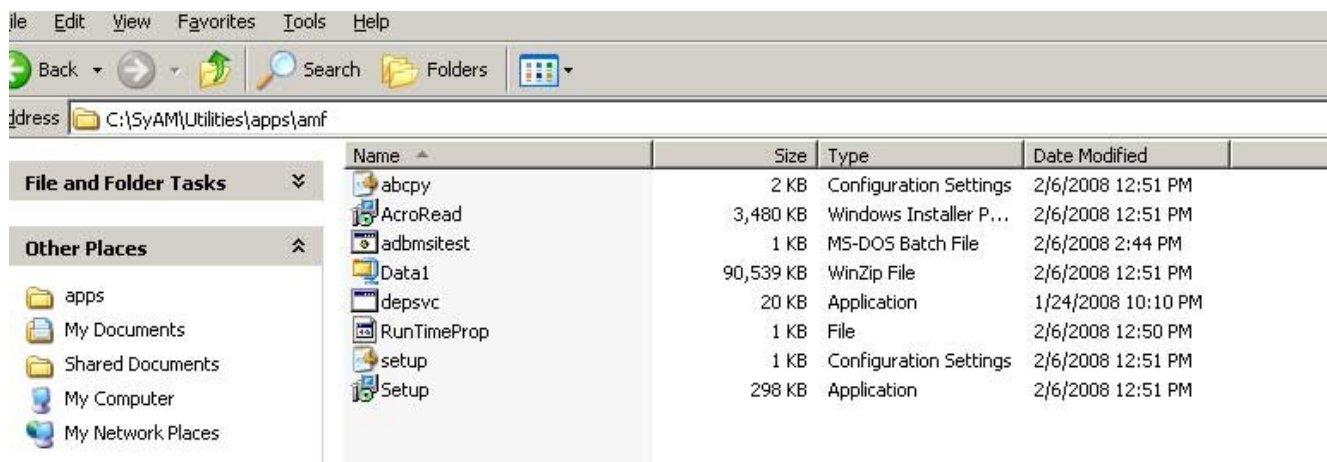 ile Edit View Favorites Tools Help
Back Search Folders
ddress C:\SyAM\Utilities\apps\amf
Name Size Type Date Modified
File and Folder Tasks
abcpy 2 KB Configuration Settings 2/6/2008 12:51 PM
AcroRead 3,480 KB Windows Installer P... 2/6/2008 12:51 PM
Other Places
adbmsitest 1 KB MS-DOS Batch File 2/6/2008 2:44 PM
Data1 90,539 KB WinZip File 2/6/2008 12:51 PM
apps
depsvc 20 KB Application 1/24/2008 10:10 PM
My Documents
RunTimeProp 1 KB File 2/6/2008 12:50 PM
Shared Documents
setup 1 KB Configuration Settings 2/6/2008 12:51 PM
My Computer
Setup 298 KB Application 2/6/2008 12:51 PM
My Network Places